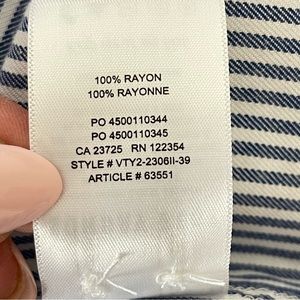 100% RAYON
100% RAYONNE
PO 4500110344
PO 4500110345
CA 23725 RN 122354
STYLE # VTY2-2306II-39
ARTICLE # 63551